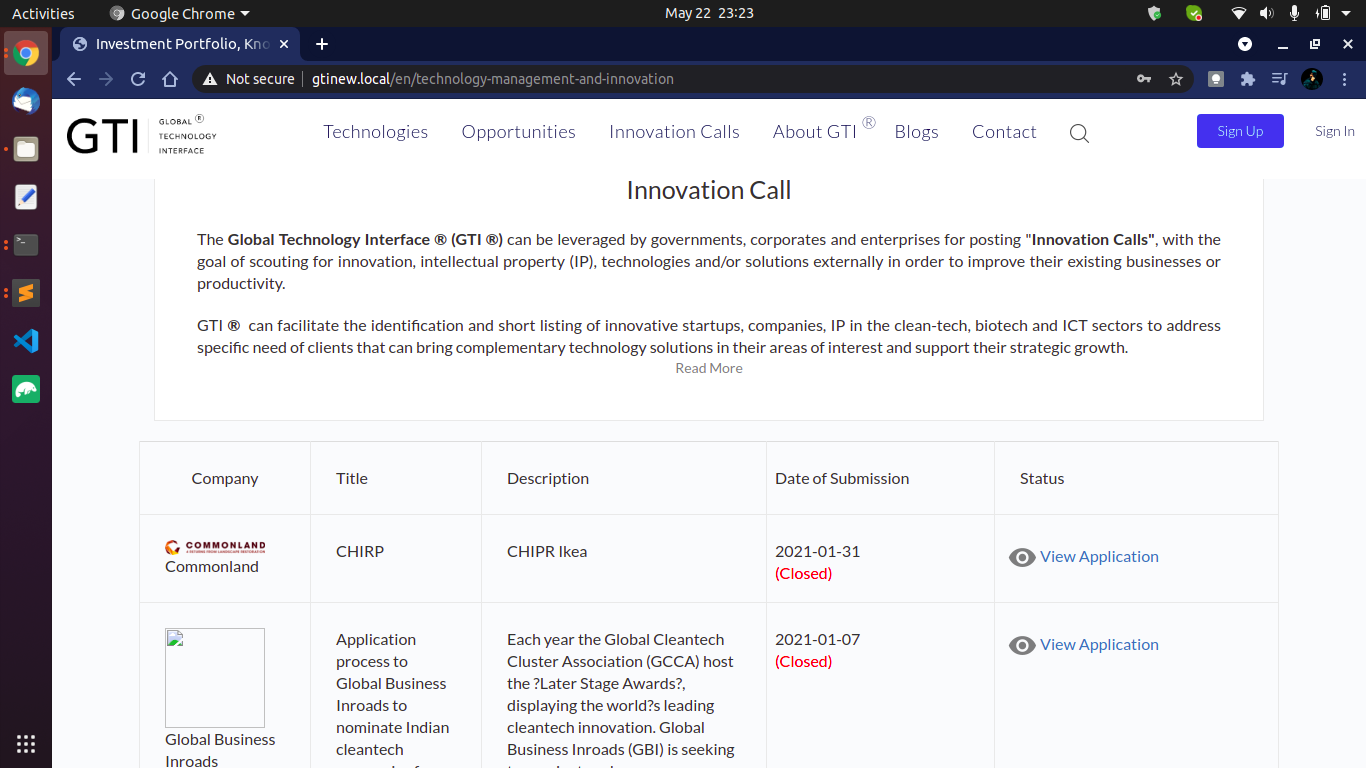 Activities Google Chrome May 22 23:23
Investment Portfolio, Kno
Not secure gtinew.local/en/technology-management-and-innovation
GTI GLOBAL ® TECHNOLOGY INTERFACE
Technologies Opportunities Innovation Calls About GTI ® Blogs Contact Sign Up Sign In
Innovation Call
The Global Technology Interface ® (GTI ®) can be leveraged by governments, corporates and enterprises for posting "Innovation Calls", with the
goal of scouting for innovation, intellectual property (IP), technologies and/or solutions externally in order to improve their existing businesses or
productivity.
GTI ® can facilitate the identification and short listing of innovative startups, companies, IP in the clean-tech, biotech and ICT sectors to address
specific need of clients that can bring complementary technology solutions in their areas of interest and support their strategic growth.
Read More
Company Title Description Date of Submission Status
COMMONLAND
Commonland
CHIRP
CHIPR Ikea
2021-01-31
(Closed)
View Application
Global Business
Inroads
Application
process to
Global Business
Inroads to
nominate Indian
cleantech
Each year the Global Cleantech
Cluster Association (GCCA) host
the ?Later Stage Awards?,
displaying the world?s leading
cleantech innovation. Global
Business Inroads (GBI) is seeking
2021-01-07
(Closed)
View Application